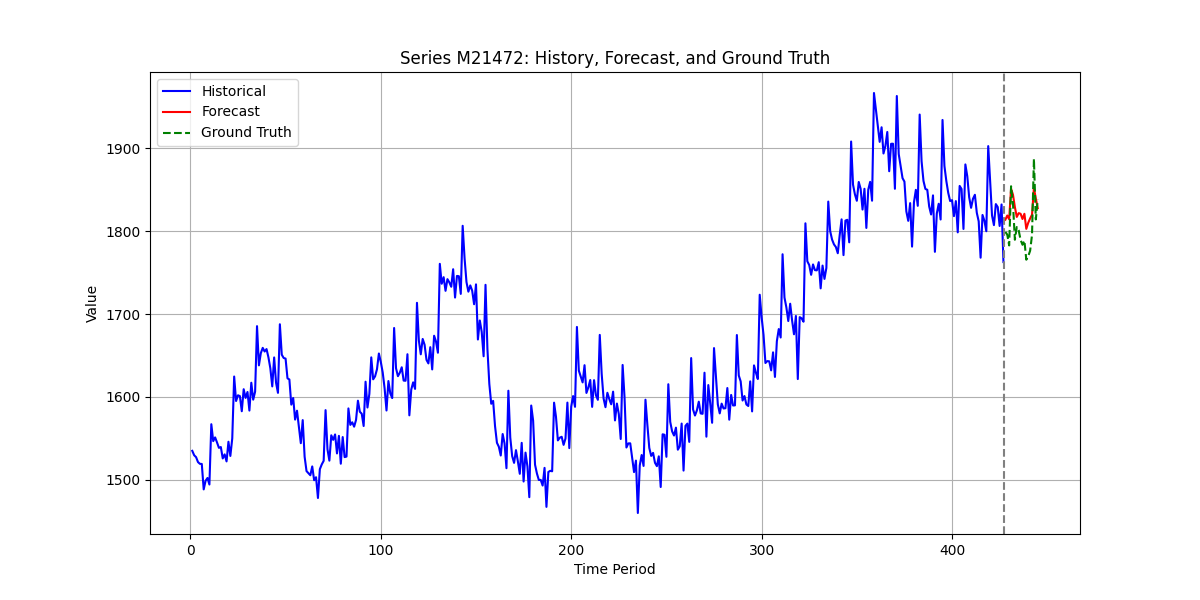 Series M21472: History, Forecast, and Ground Truth
Historical
Forecast
Ground Truth
1900
1800
1700
1600
1500
Value
0 100 200 300 400
Time Period